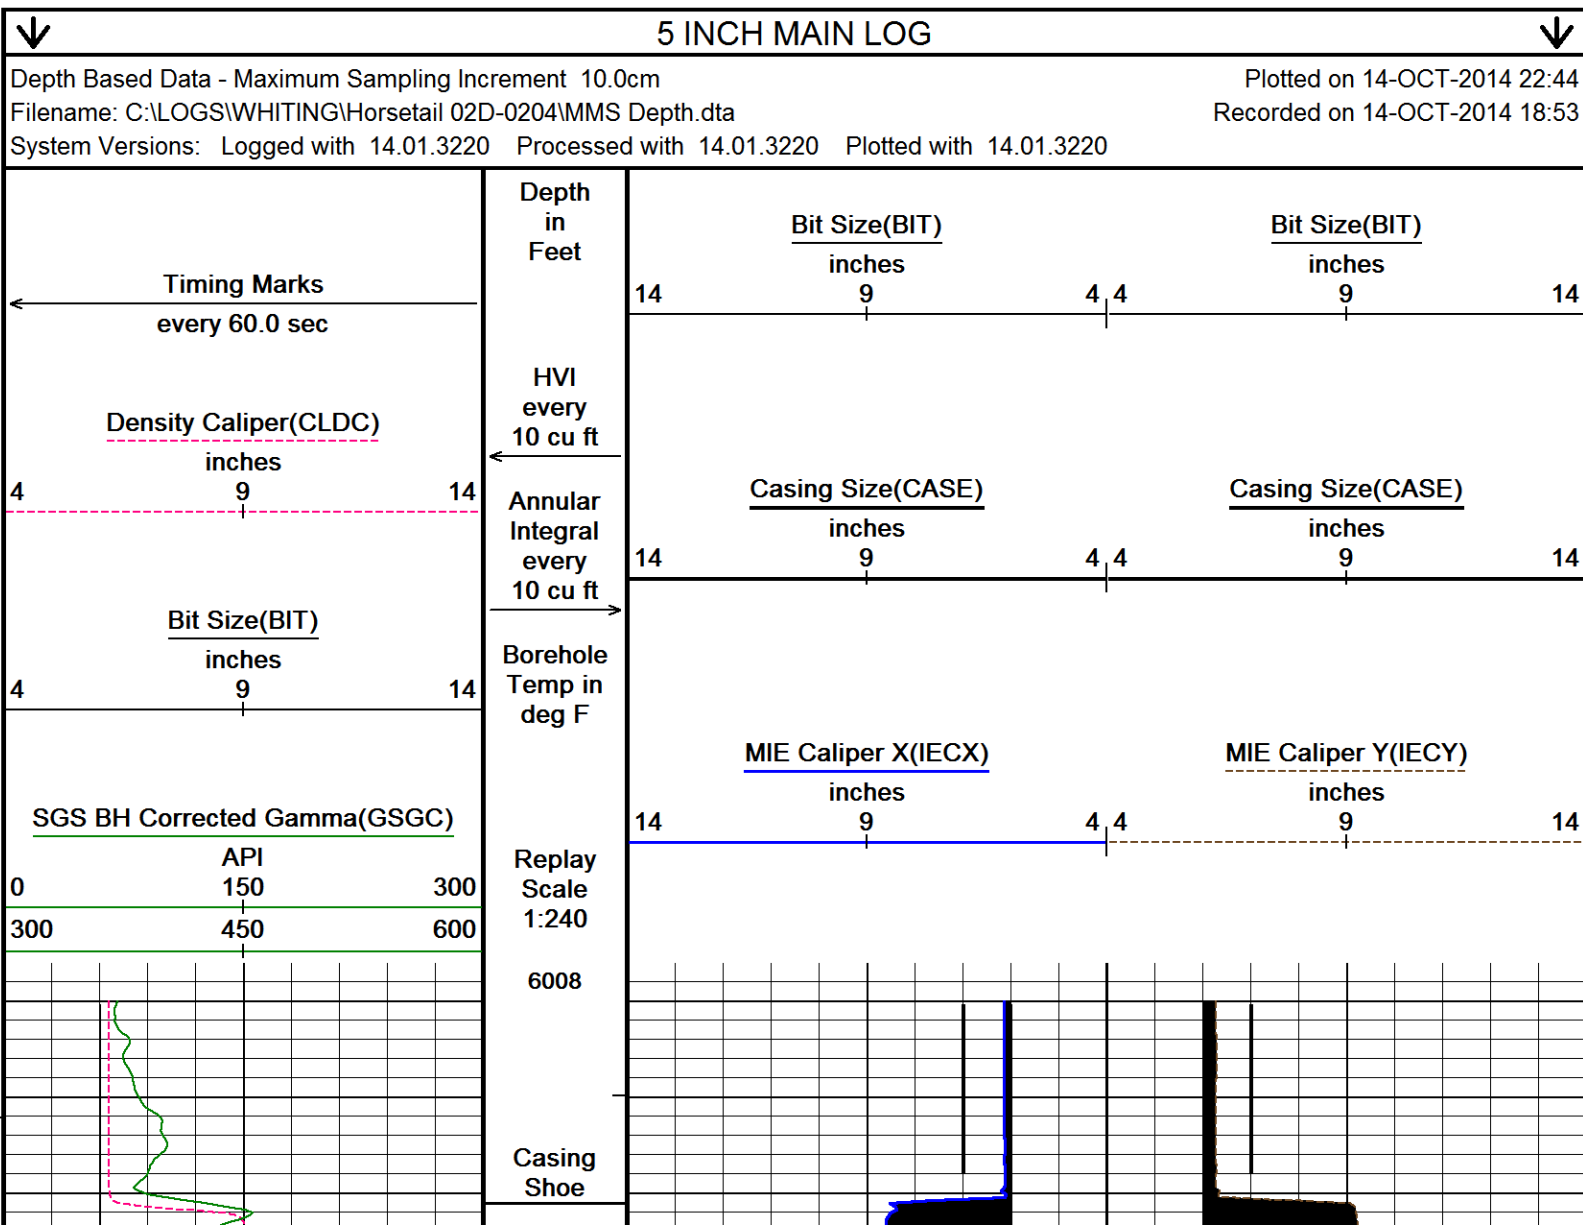 5 INCH MAIN LOG
Depth Based Data - Maximum Sampling Increment 10.0cm
Plotted on 14-OCT-2014 22:44
Filename: C:\LOGS\WHITING\Horsetail 02D-0204\MMS Depth.dta
Recorded on 14-OCT-2014 18:53
System Versions: Logged with 14.01.3220 Processed with 14.01.3220 Plotted with 14.01.3220
Timing Marks
every 60.0 sec
Density Caliper(CLDC)
inches
4 9 14
Bit Size(BIT)
inches
4 9 14
SGS BH Corrected Gamma(GSGC)
API
0 150 300
300 450 600
Depth
in
Feet
HVI
every
10 cu ft
Annular
Integral
every
10 cu ft
Borehole
Temp in
deg F
Replay
Scale
1:240
6008
Casing
Shoe
Bit Size(BIT)
inches
14 9 4
Casing Size(CASE)
inches
14 9 4
MIE Caliper X(IECX)
inches
14 9 4
Bit Size(BIT)
inches
4 9 14
Casing Size(CASE)
inches
4 9 14
MIE Caliper Y(IECY)
inches
4 9 14